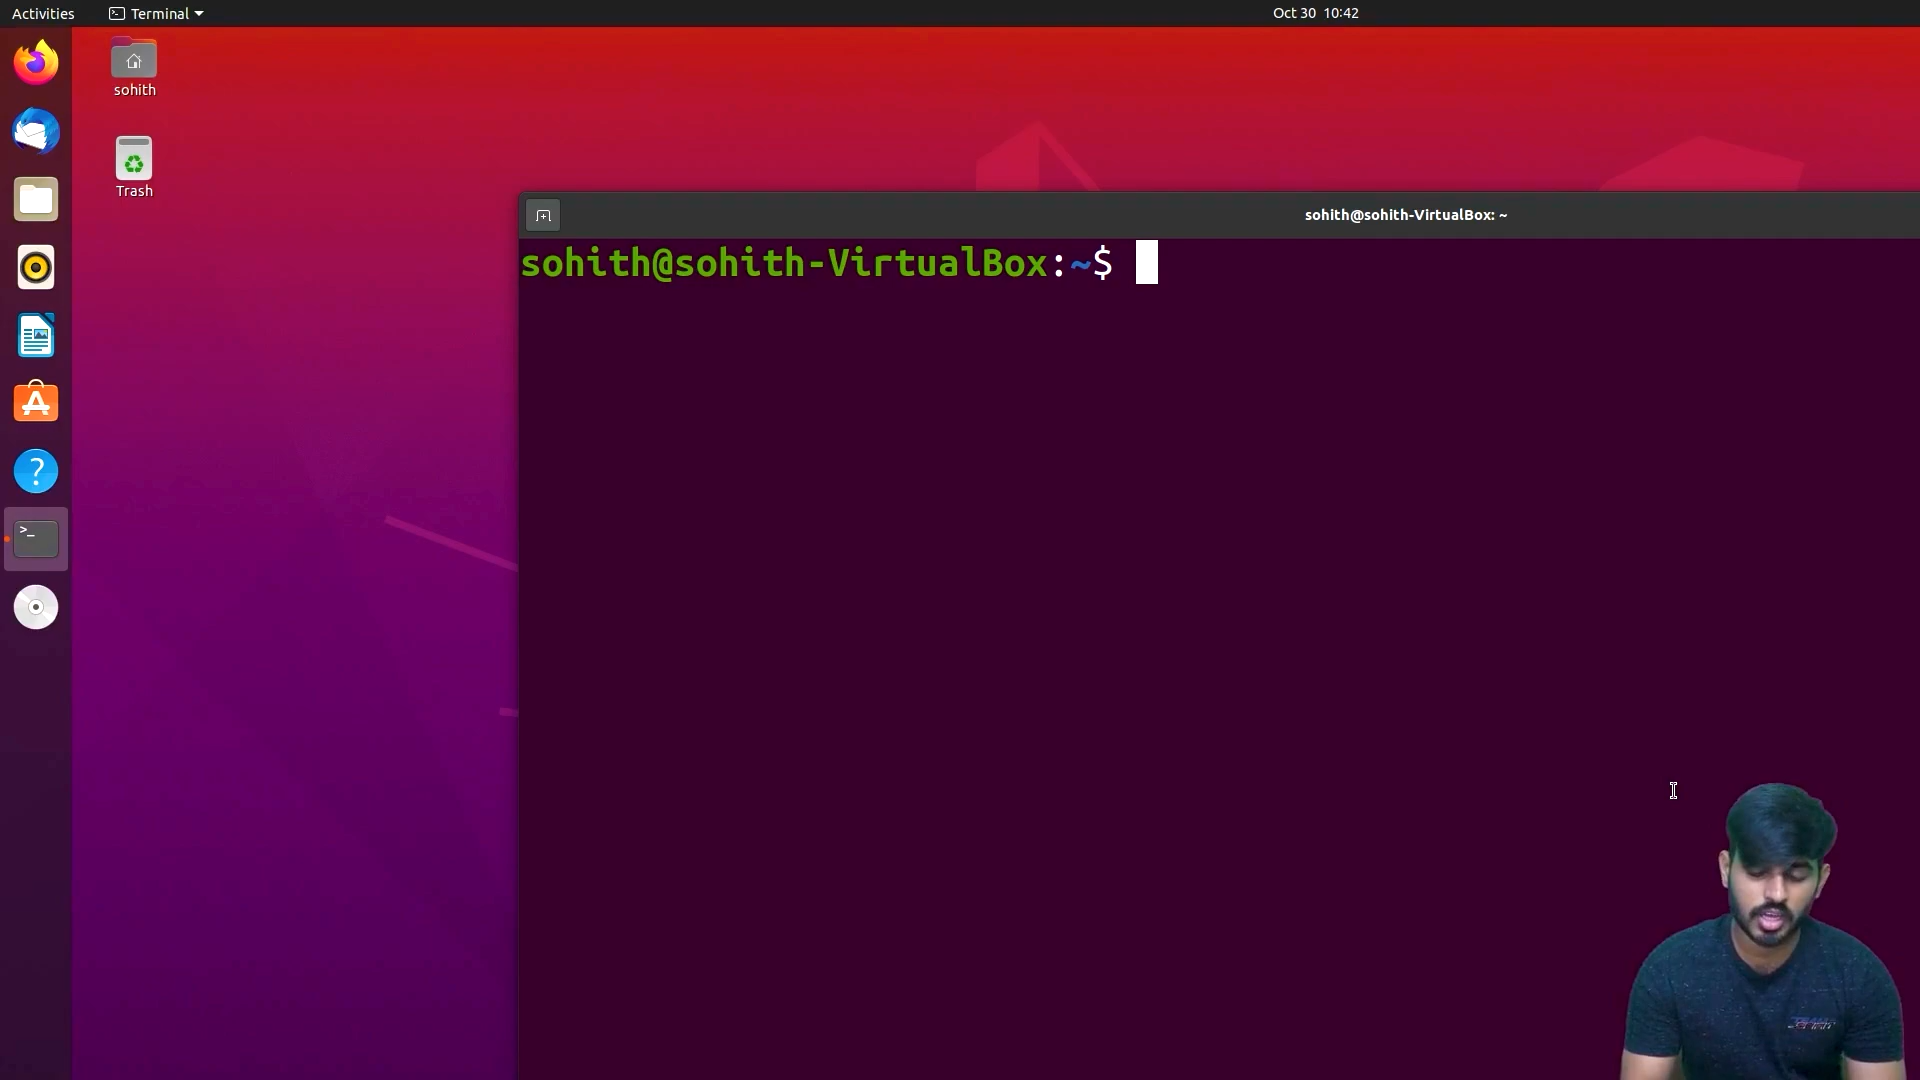 Activities
Terminal
Oct 30 10:42
sohith
Trash
sohith@sohith-VirtualBox: ~
sohith@sohith-VirtualBox:~$